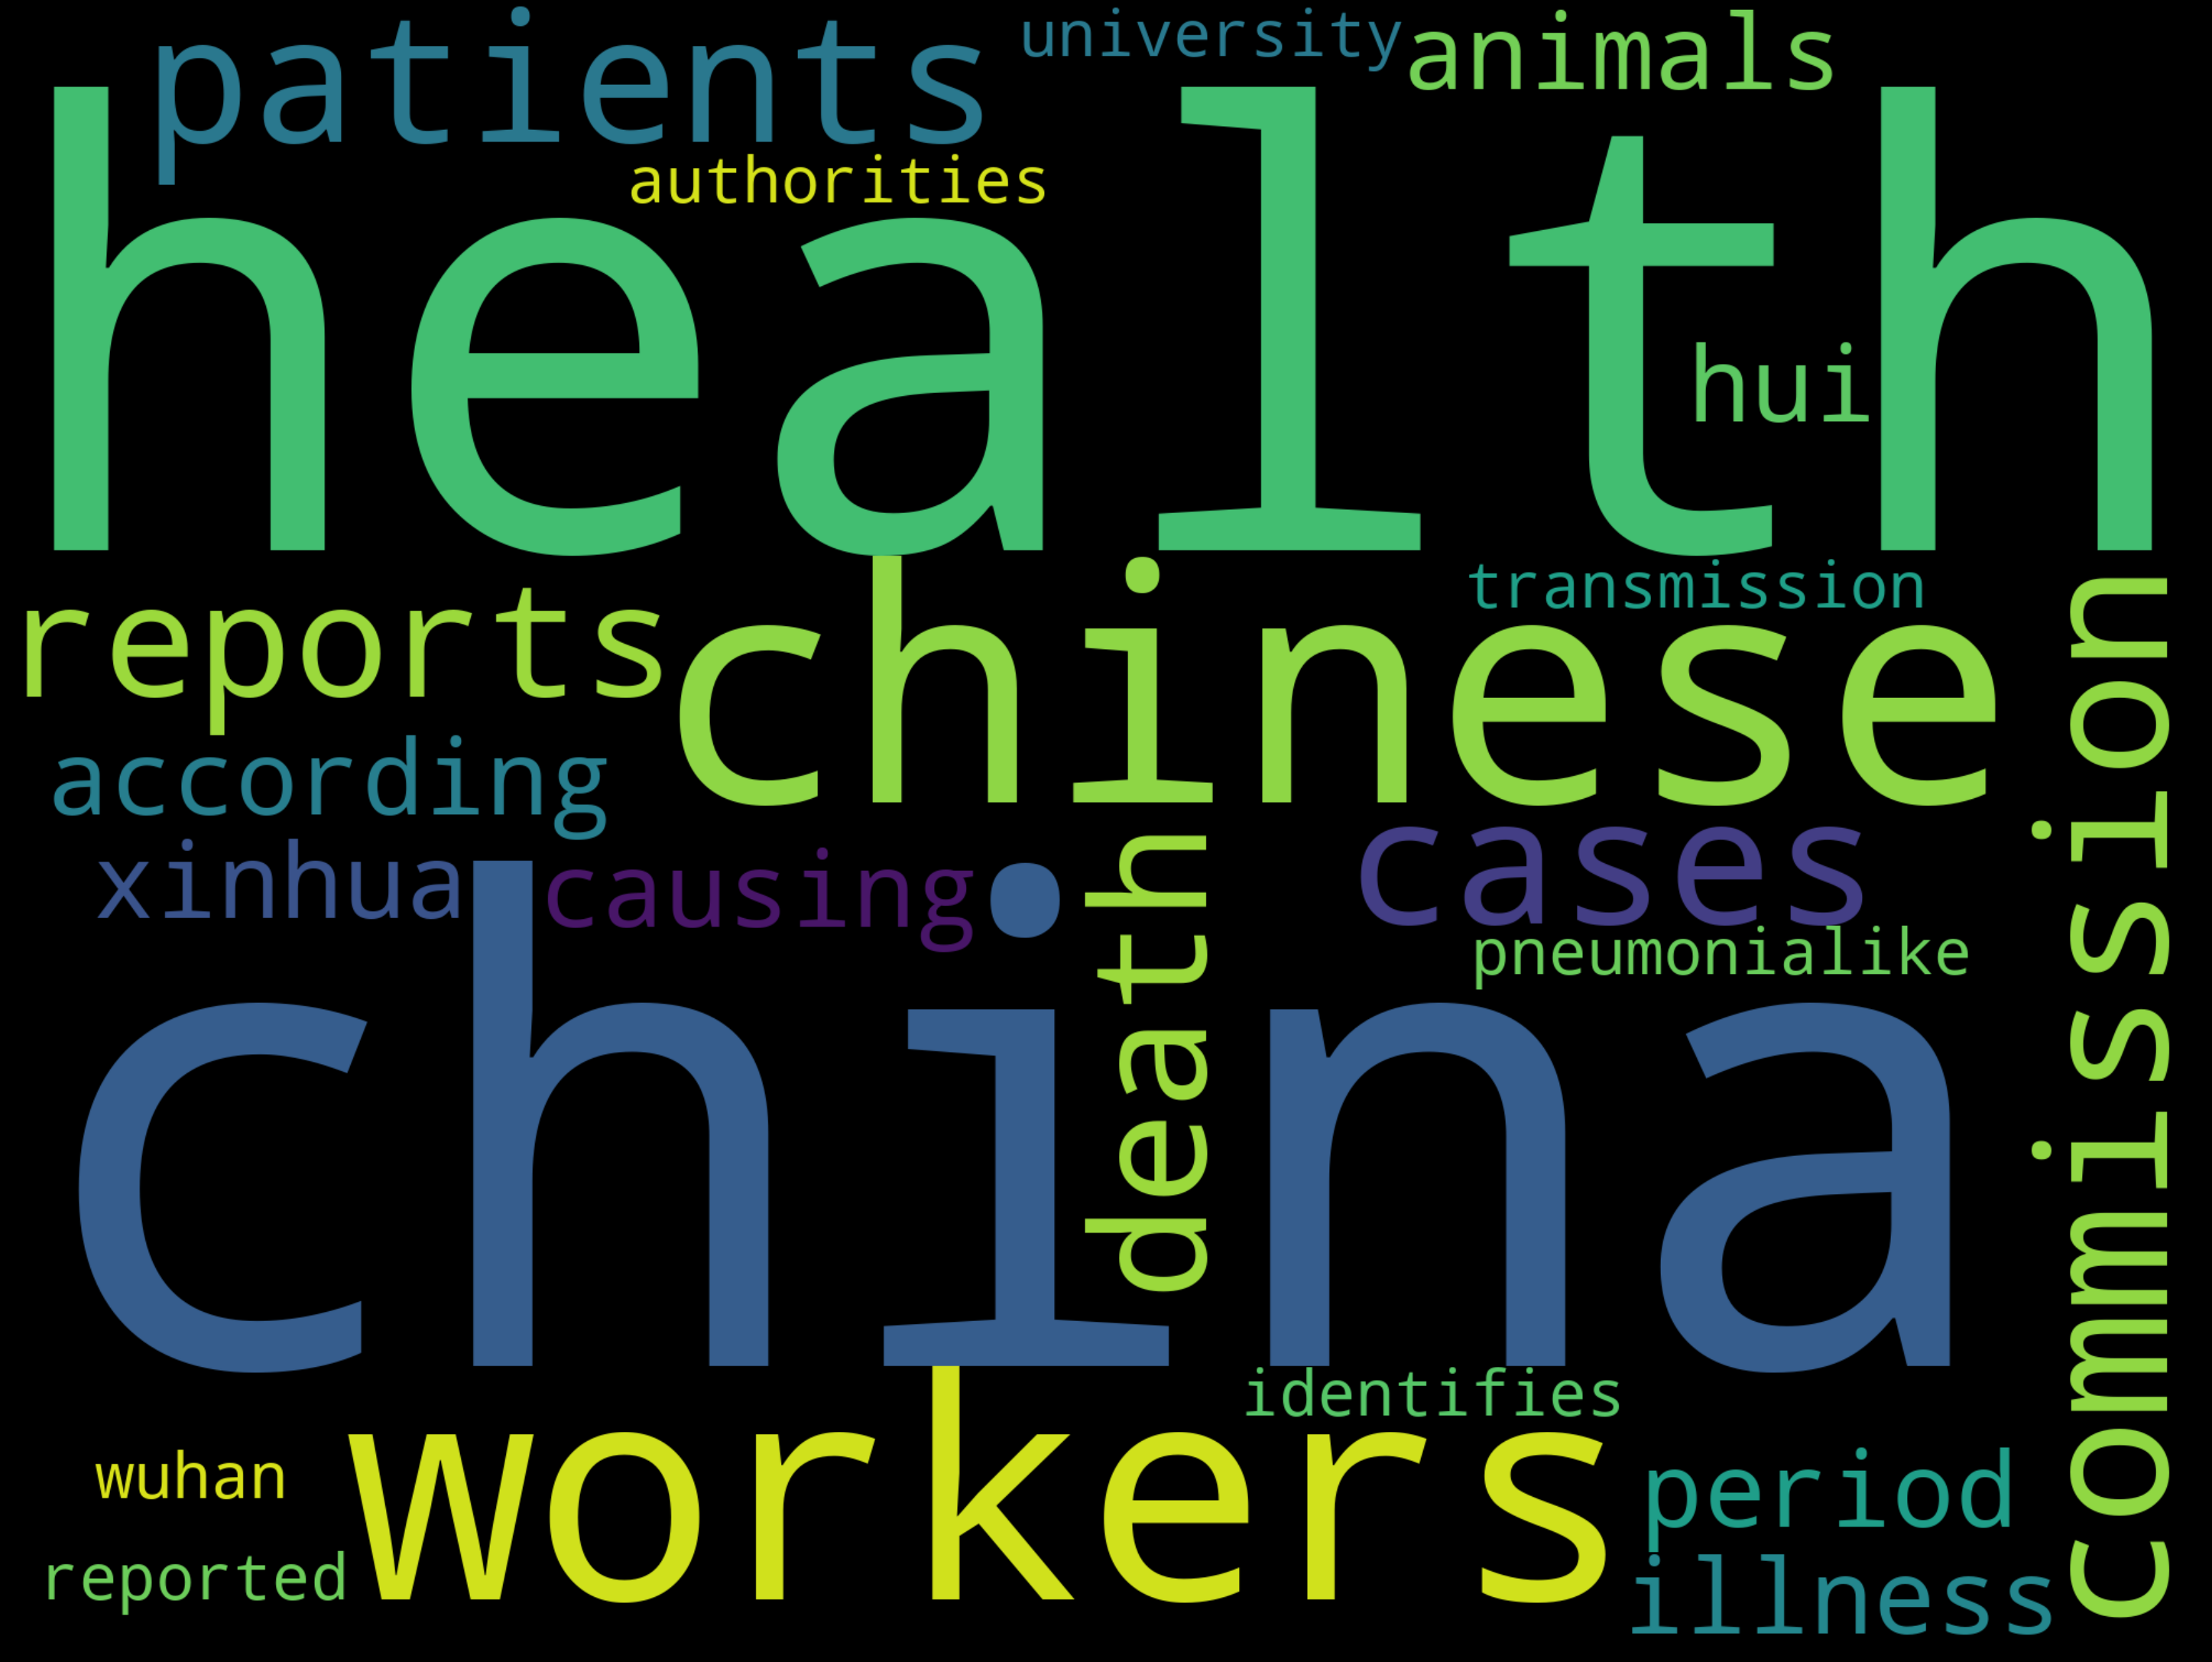 patients
university
animals
authorities
health
hui
transmission
reports
chinese
according
xinhua
causing
cases
death
pneumonialike
commission
china
identifies
workers
wuhan
period
reported
illness